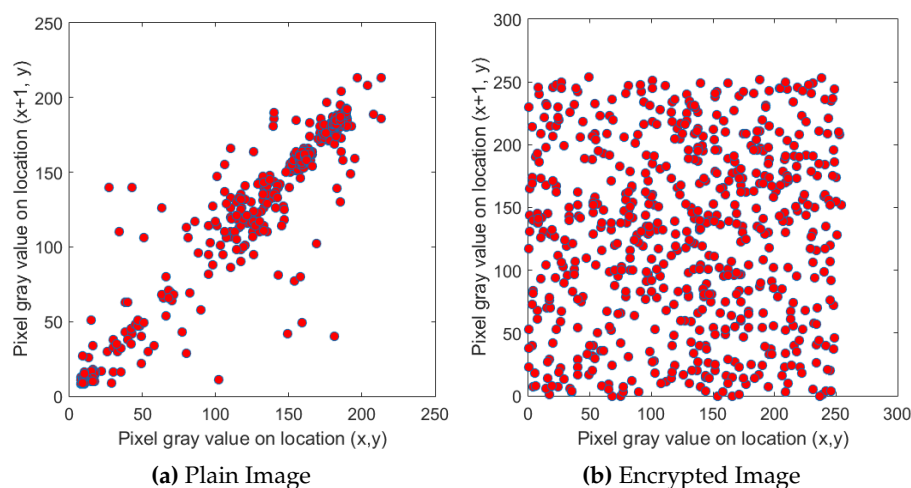 250
200
150
100
50
0
0 50 100 150 200 250
Pixel gray value on location (x+1, y)
Pixel gray value on location (x,y)
(a) Plain Image
300
250
200
150
100
50
0
0 50 100 150 200 250 300
Pixel gray value on location (x+1, y)
Pixel gray value on location (x,y)
(b) Encrypted Image